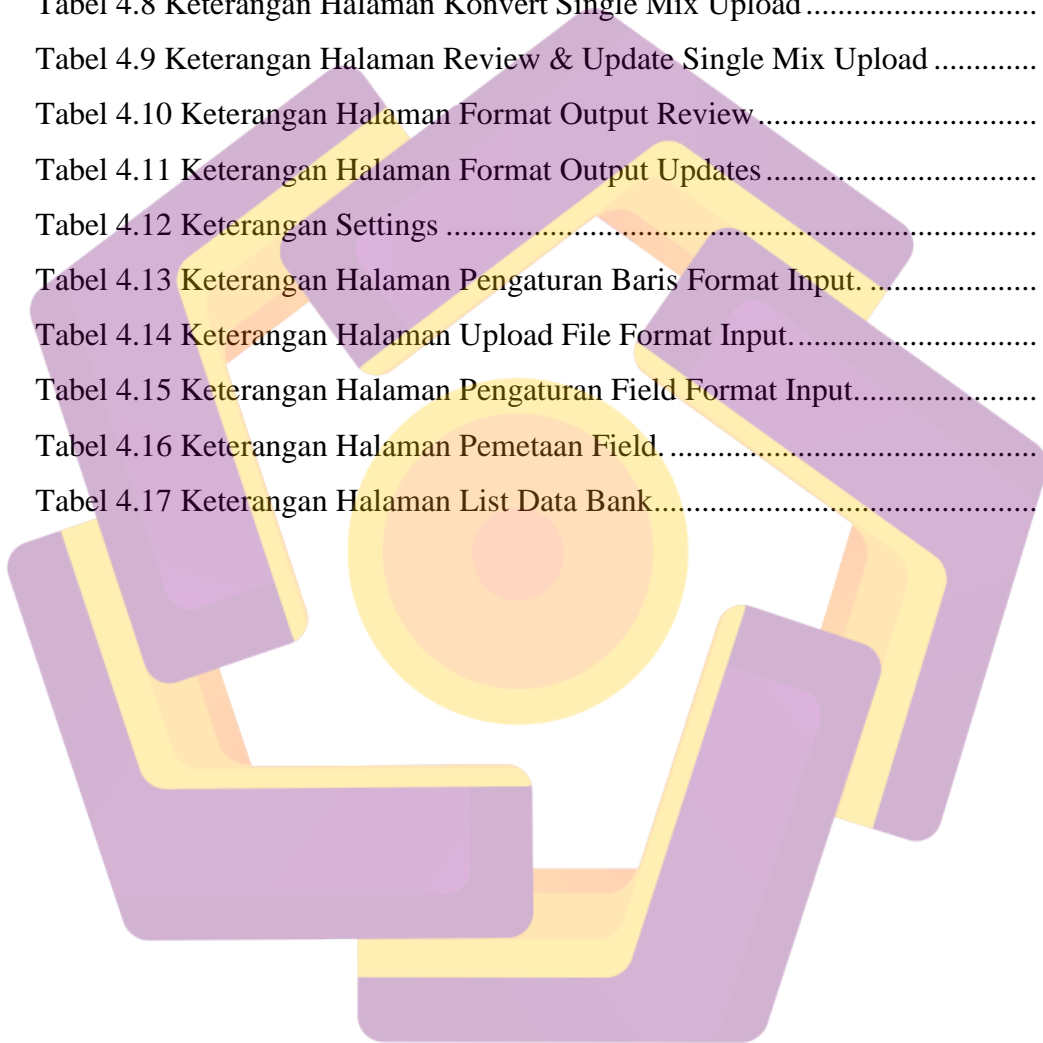 Tabel 4.8 Keterangan Halaman Konvert Single Mix Upload ............................
Tabel 4.9 Keterangan Halaman Review & Update Single Mix Upload .............
Tabel 4.10 Keterangan Halaman Format Output Review ..................................
Tabel 4.11 Keterangan Halaman Format Output Updates .................................
Tabel 4.12 Keterangan Settings .........................................................................
Tabel 4.13 Keterangan Halaman Pengaturan Baris Format Input. .....................
Tabel 4.14 Keterangan Halaman Upload File Format Input. ..............................
Tabel 4.15 Keterangan Halaman Pengaturan Field Format Input .......................
Tabel 4.16 Keterangan Halaman Pemetaan Field. .............................................
Tabel 4.17 Keterangan Halaman List Data Bank ...............................................